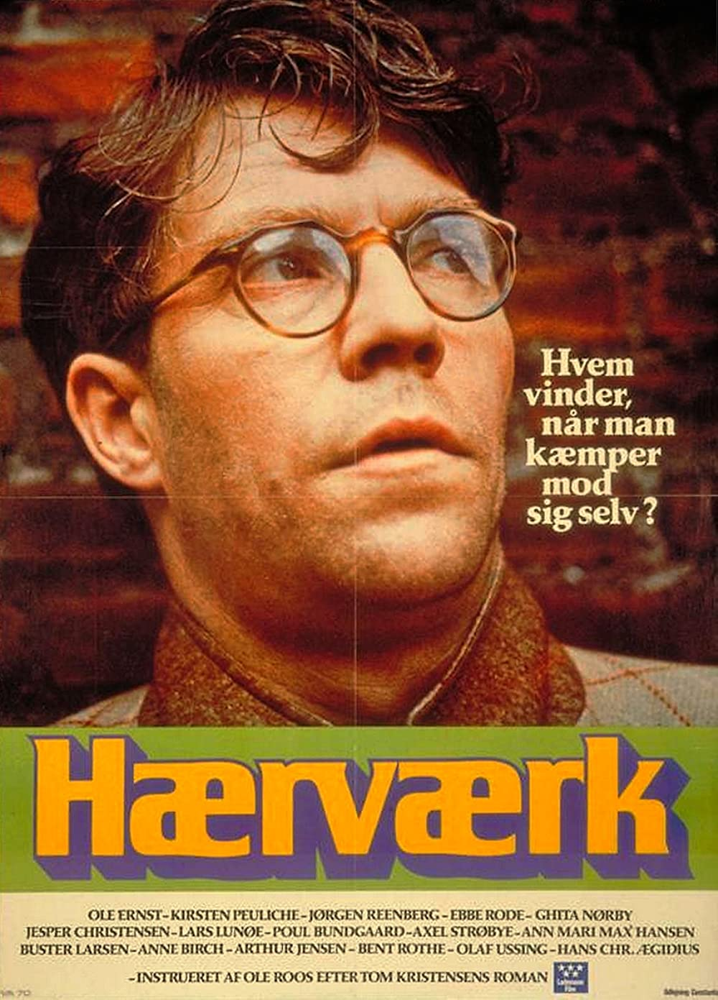 Hvem
vinder,
når man
kæmper
mod
sig selv?
Hærværk
OLE ERNST–KIRSTEN PEULICHE–JØRGEN REENBERG–EBBE RODE–GHITA NØRBY
JESPER CHRISTENSEN–LARS LUNØE–POUL BUNDGAARD–AXEL STRØBYE–ANN MARI MAX HANSEN
BUSTER LARSEN–ANNE BIRCH–ARTHUR JENSEN–BENT ROTHE–OLAF USSING–HANS CHR. ÆGIDIUS
–INSTRUERET AF OLE ROOS EFTER TOM KRISTENSENS ROMAN
Film